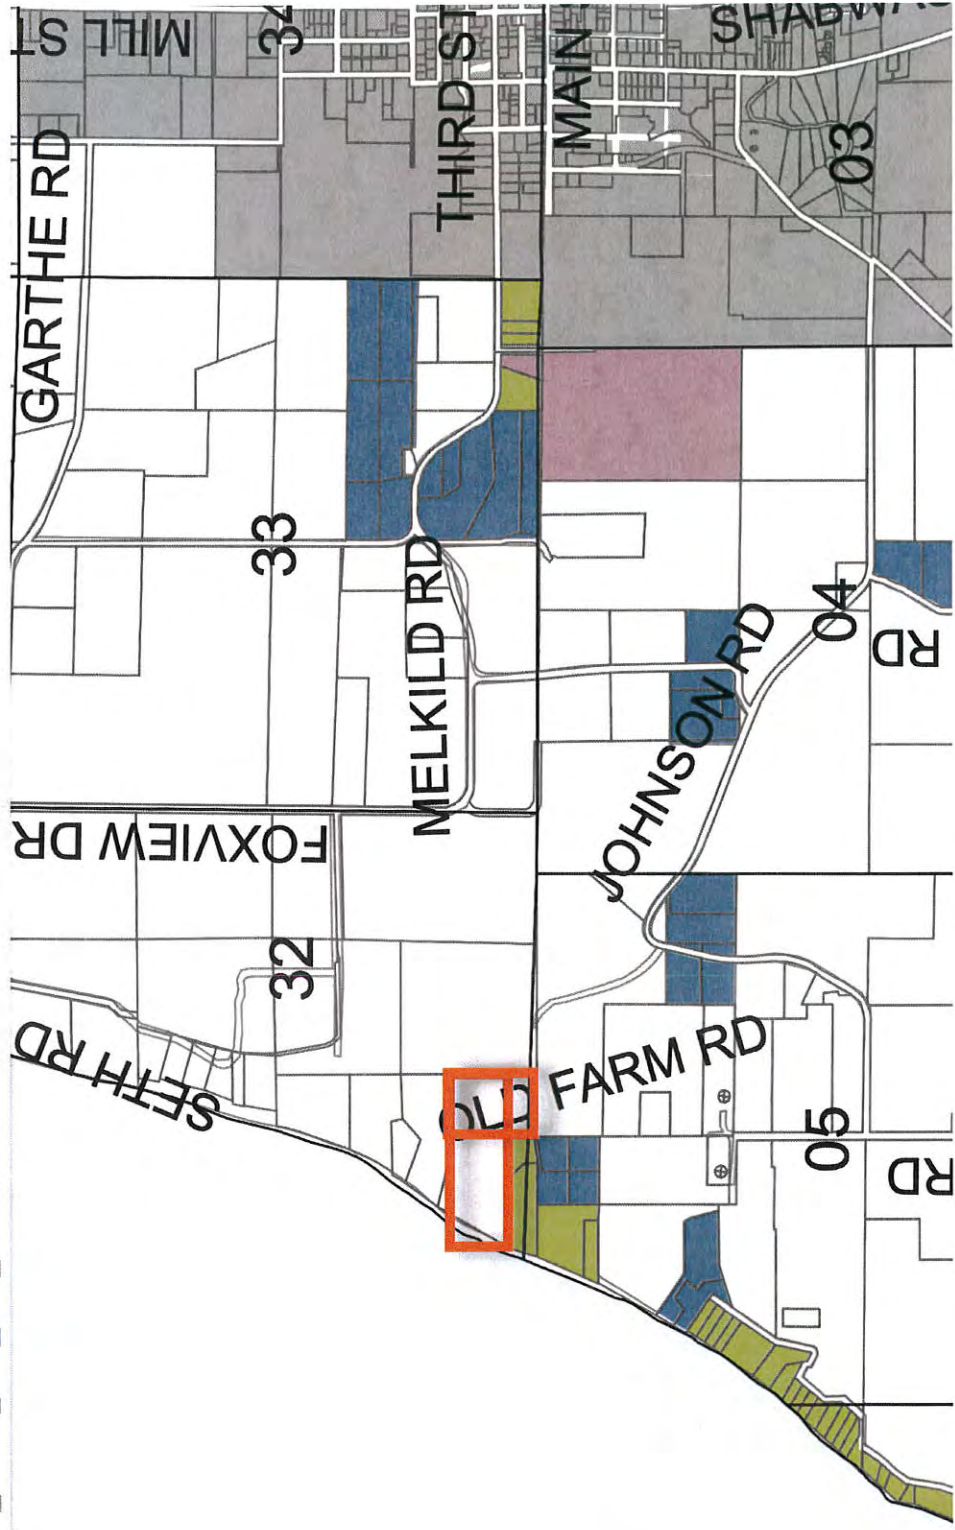 MILL ST
34
THIRD ST
MAIN
03
GARTHE RD
33
MELKILD RD
JOHNSON RD
04
RD
FOXVIEW DR
32
SETH RD
OLD FARM RD
05
RD